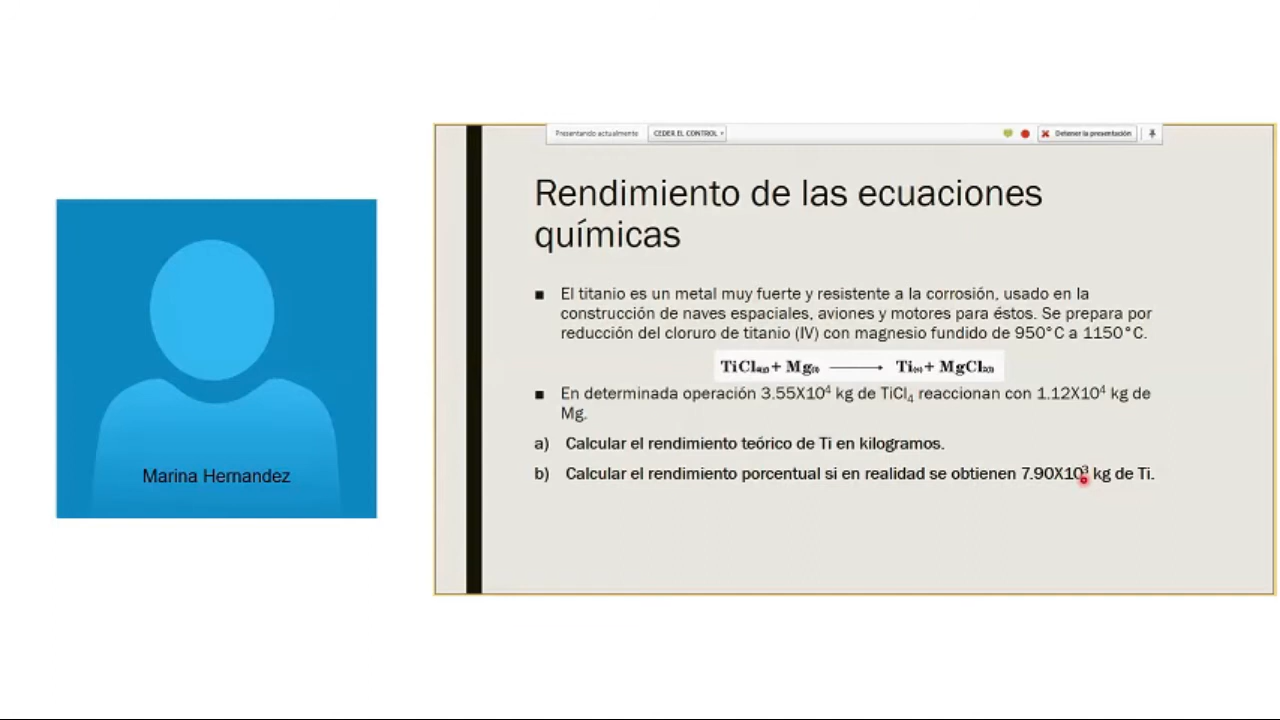 Presentando actualmente CEDER EL CONTROL Detener la presentación
Rendimiento de las ecuaciones
químicas
■ El titanio es un metal muy fuerte y resistente a la corrosión, usado en la
construcción de naves espaciales, aviones y motores para éstos. Se prepara por
reducción del cloruro de titanio (IV) con magnesio fundido de 950°C a 1150°C.
TiCl₄(g) + Mg(l) ⟶ Ti(s) + MgCl₂(l)
■ En determinada operación 3.55X10⁴ kg de TiCl₄ reaccionan con 1.12X10⁴ kg de
Mg.
a) Calcular el rendimiento teórico de Ti en kilogramos.
b) Calcular el rendimiento porcentual si en realidad se obtienen 7.90X10³ kg de Ti.
Marina Hernandez